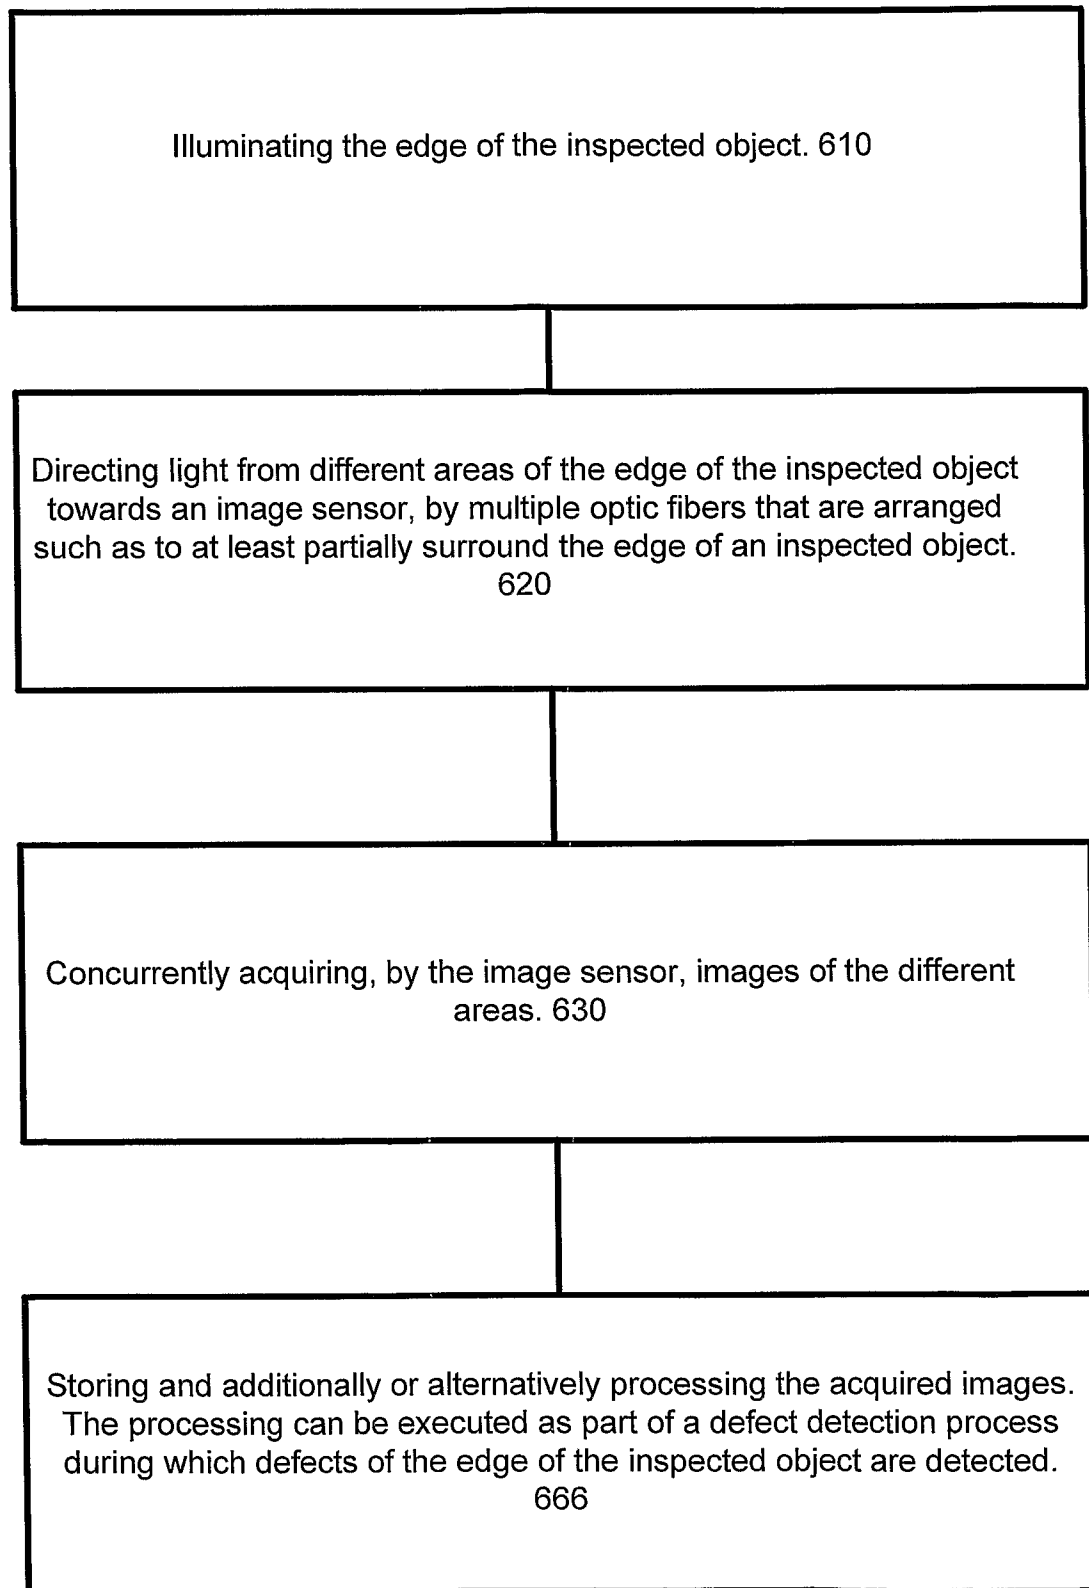 Illuminating the edge of the inspected object. 610
Directing light from different areas of the edge of the inspected object
towards an image sensor, by multiple optic fibers that are arranged
such as to at least partially surround the edge of an inspected object.
620
Concurrently acquiring, by the image sensor, images of the different
areas. 630
Storing and additionally or alternatively processing the acquired images.
The processing can be executed as part of a defect detection process
during which defects of the edge of the inspected object are detected.
666